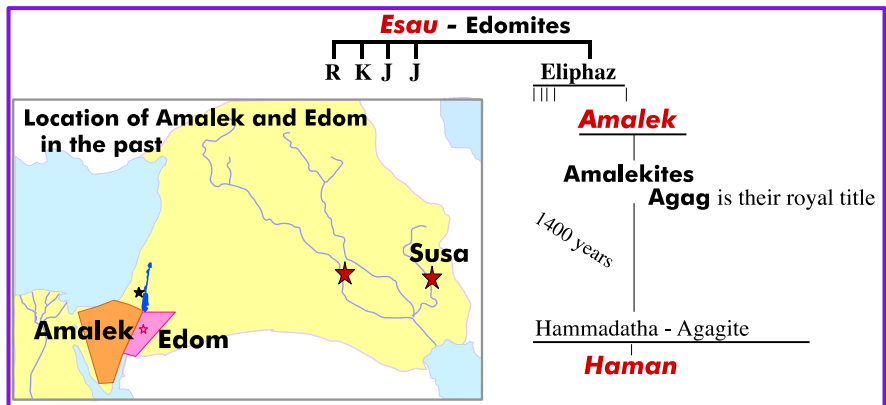 Esau - Edomites
R K J J
Eliphaz
Amalek
Amalekites
Agag is their royal title
1400 years
Hammadatha - Agagite
Haman
Location of Amalek and Edom
in the past
Susa
Amalek
Edom